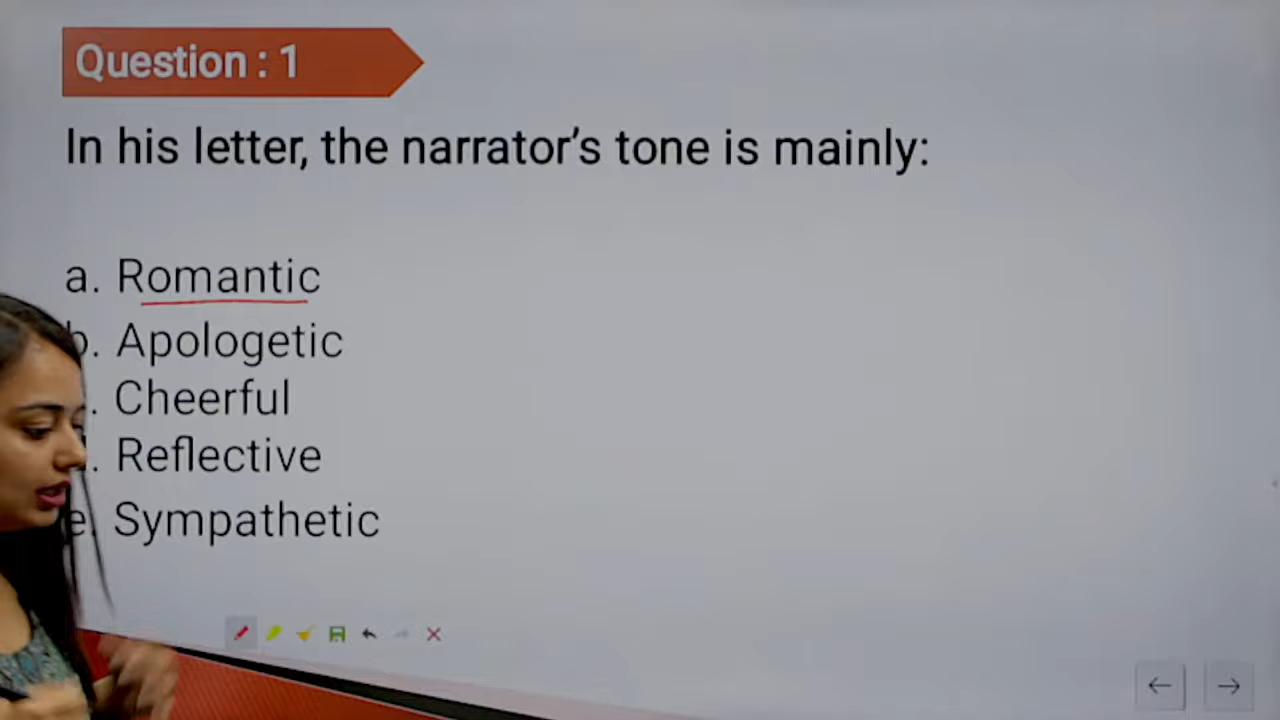 Question : 1
In his letter, the narrator's tone is mainly:
a. Romantic
b. Apologetic
. Cheerful
. Reflective
e. Sympathetic